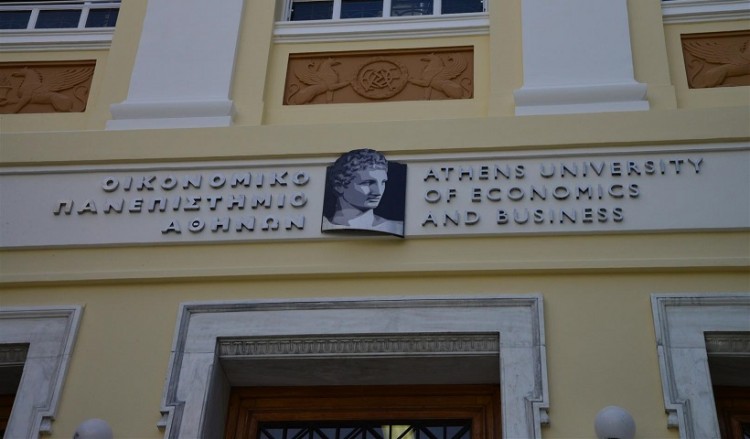 ΟΙΚΟΝΟΜΙΚΟ
ΠΑΝΕΠΙΣΤΗΜΙΟ
ΑΘΗΝΩΝ
ATHENS UNIVERSITY
OF ECONOMICS
AND BUSINESS